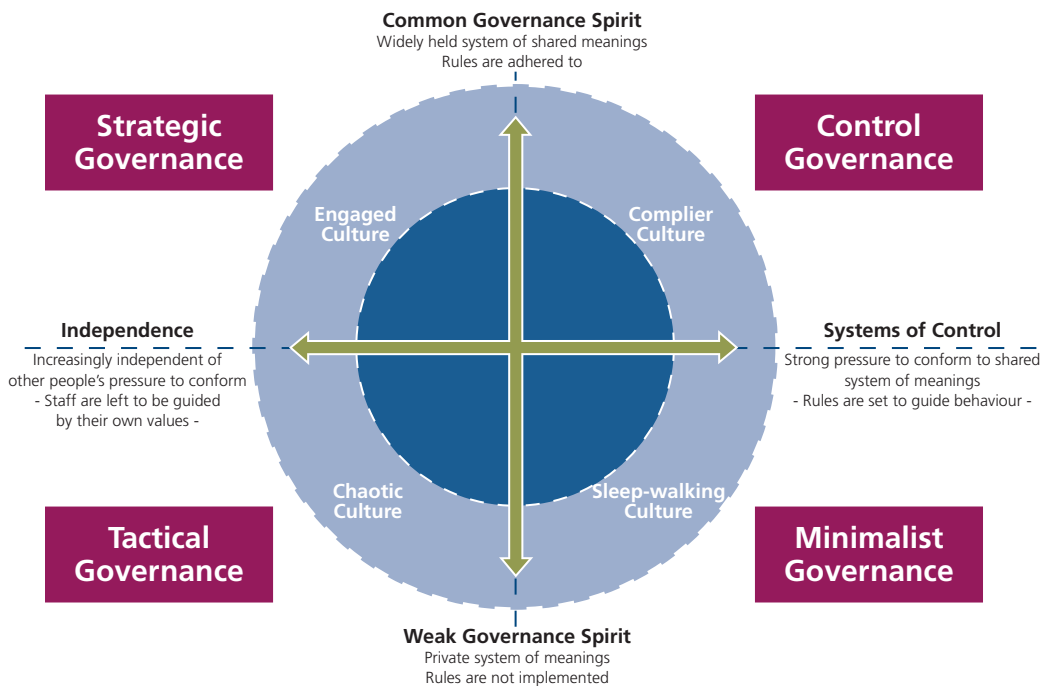 Common Governance Spirit
Widely held system of shared meanings
Rules are adhered to
Strategic
Governance
Control
Governance
Engaged
Culture
Complier
Culture
Independence
Increasingly independent of
other people’s pressure to conform
- Staff are left to be guided
by their own values -
Systems of Control
Strong pressure to conform to shared
system of meanings
- Rules are set to guide behaviour -
Chaotic
Culture
Sleep-walking
Culture
Tactical
Governance
Minimalist
Governance
Weak Governance Spirit
Private system of meanings
Rules are not implemented